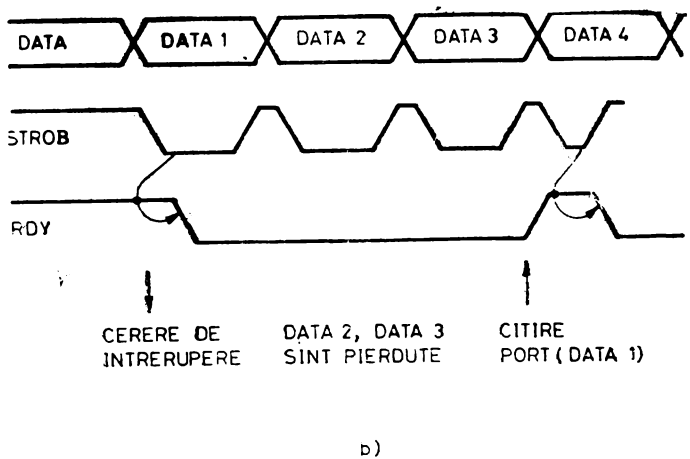 DATA DATA 1 DATA 2 DATA 3 DATA 4
STROB
RDY
CERERE DE
INTRERUPERE
DATA 2, DATA 3
SINT PIERDUTE
CITIRE
PORT (DATA 1)
b)